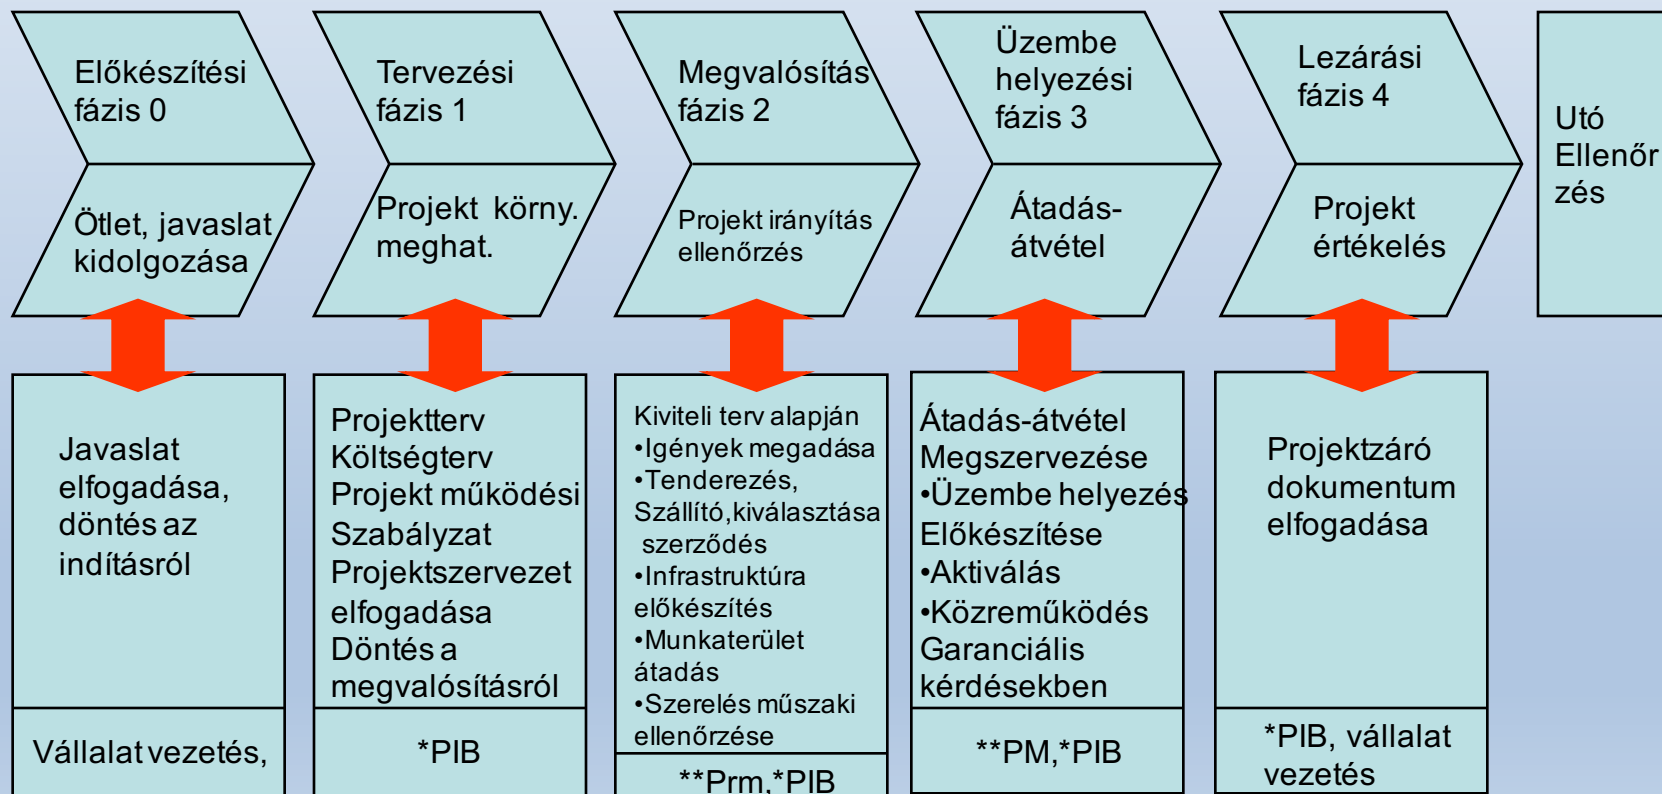 Előkészítési
fázis 0
Ötlet, javaslat
kidolgozása
Tervezési
fázis 1
Projekt körny.
meghat.
Megvalósítás
fázis 2
Projekt irányítás
ellenőrzés
Üzembe
helyezési
fázis 3
Átadás-
átvétel
Lezárási
fázis 4
Projekt
értékelés
Utó
Ellenőr
zés
Javaslat
elfogadása,
döntés az
indításról
Vállalat vezetés,
Projektterv
Költségterv
Projekt működési
Szabályzat
Projektszervezet
elfogadása
Döntés a
megvalósításról
*PIB
Kiviteli terv alapján
•Igények megadása
•Tenderezés,
Szállító,kiválasztása
szerződés
•Infrastruktúra
előkészítés
•Munkaterület
átadás
•Szerelés műszaki
ellenőrzése
**Prm,*PIB
Átadás-átvétel
Megszervezése
•Üzembe helyezés
Előkészítése
•Aktiválás
•Közreműködés
Garanciális
kérdésekben
**PM,*PIB
Projektzáró
dokumentum
elfogadása
*PIB, vállalat
vezetés